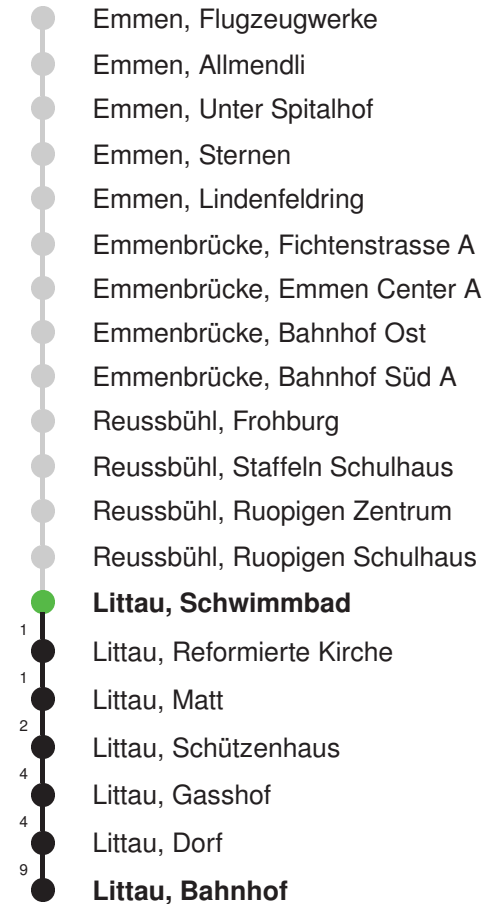 Emmen, Flugzeugwerke
Emmen, Allmendli
Emmen, Unter Spitalhof
Emmen, Sternen
Emmen, Lindenfeldring
Emmenbrücke, Fichtenstrasse A
Emmenbrücke, Emmen Center A
Emmenbrücke, Bahnhof Ost
Emmenbrücke, Bahnhof Süd A
Reussbühl, Frohburg
Reussbühl, Staffeln Schulhaus
Reussbühl, Ruopigen Zentrum
Reussbühl, Ruopigen Schulhaus
Littau, Schwimmbad
1 Littau, Reformierte Kirche
1 Littau, Matt
2 Littau, Schützenhaus
4 Littau, Gasshof
4 Littau, Dorf
9 Littau, Bahnhof